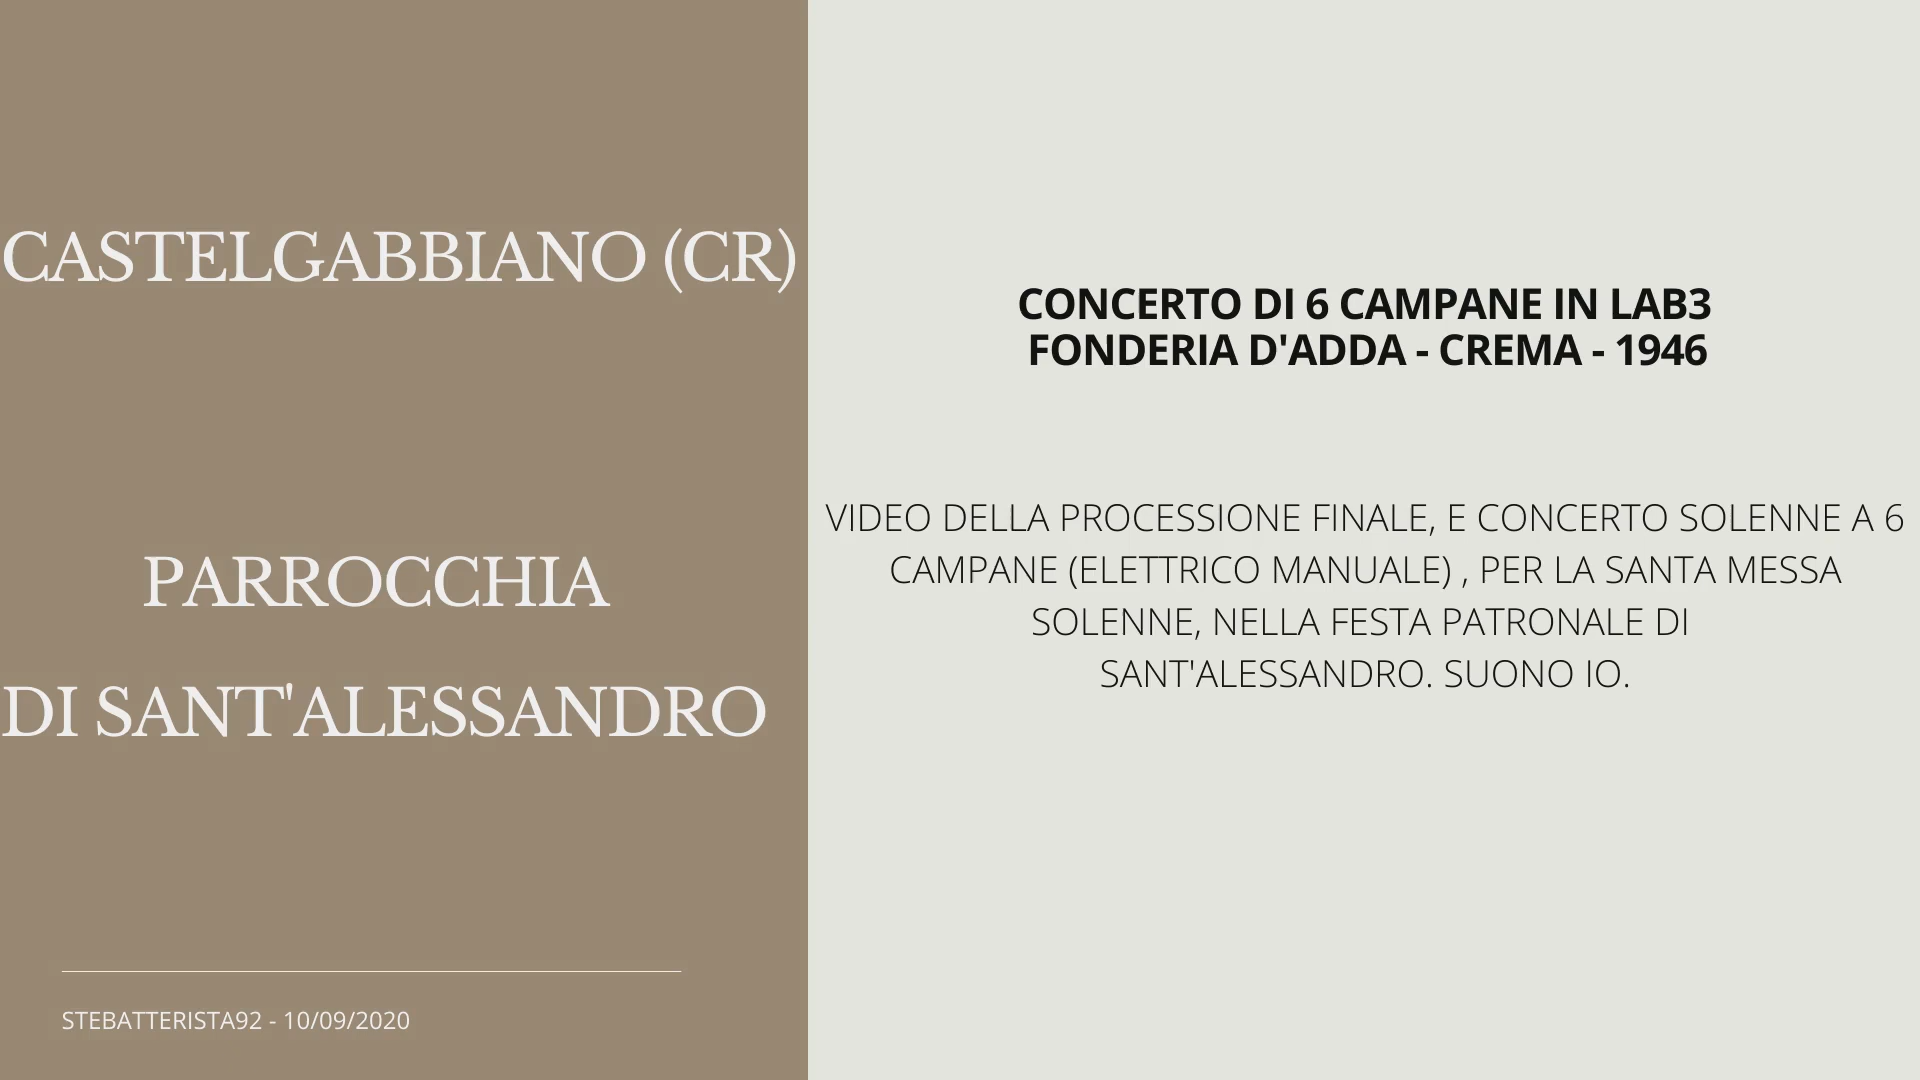 CASTELGABBIANO (CR)
PARROCCHIA
DI SANT'ALESSANDRO
STEBATTERISTA92 - 10/09/2020
CONCERTO DI 6 CAMPANE IN LAB3
FONDERIA D'ADDA - CREMA - 1946
VIDEO DELLA PROCESSIONE FINALE, E CONCERTO SOLENNE A 6
CAMPANE (ELETTRICO MANUALE) , PER LA SANTA MESSA
SOLENNE, NELLA FESTA PATRONALE DI
SANT'ALESSANDRO. SUONO IO.